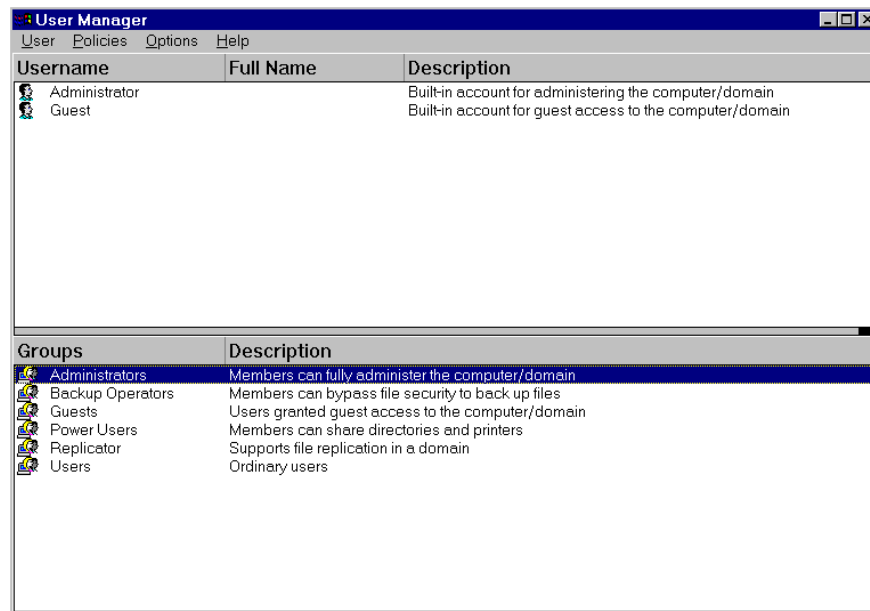 User Manager
User Policies Options Help
Username Full Name Description
Administrator Built-in account for administering the computer/domain
Guest Built-in account for guest access to the computer/domain
Groups Description
Administrators Members can fully administer the computer/domain
Backup Operators Members can bypass file security to back up files
Guests Users granted guest access to the computer/domain
Power Users Members can share directories and printers
Replicator Supports file replication in a domain
Users Ordinary users